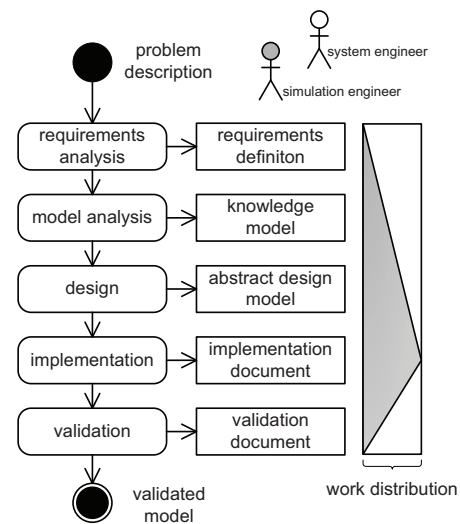 problem
description
system engineer
simulation engineer
requirements
analysis
requirements
definiton
model analysis
knowledge
model
design
abstract design
model
implementation
implementation
document
validation
validation
document
validated
model
work distribution